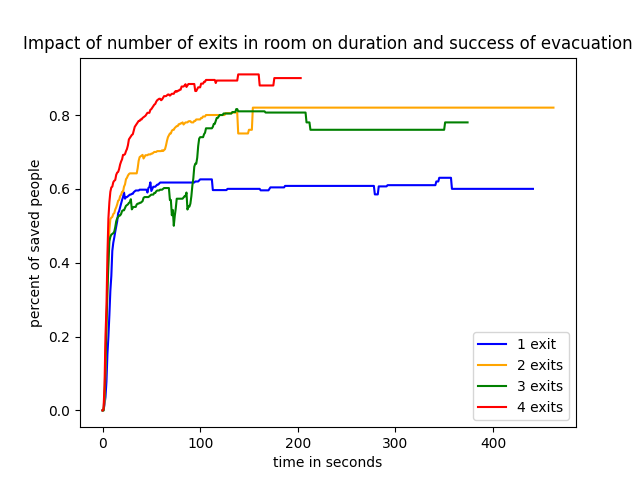 Impact of number of exits in room on duration and success of evacuation
percent of saved people
0.8
0.6
0.4
0.2
0.0
0 100 200 300 400
time in seconds
1 exit
2 exits
3 exits
4 exits